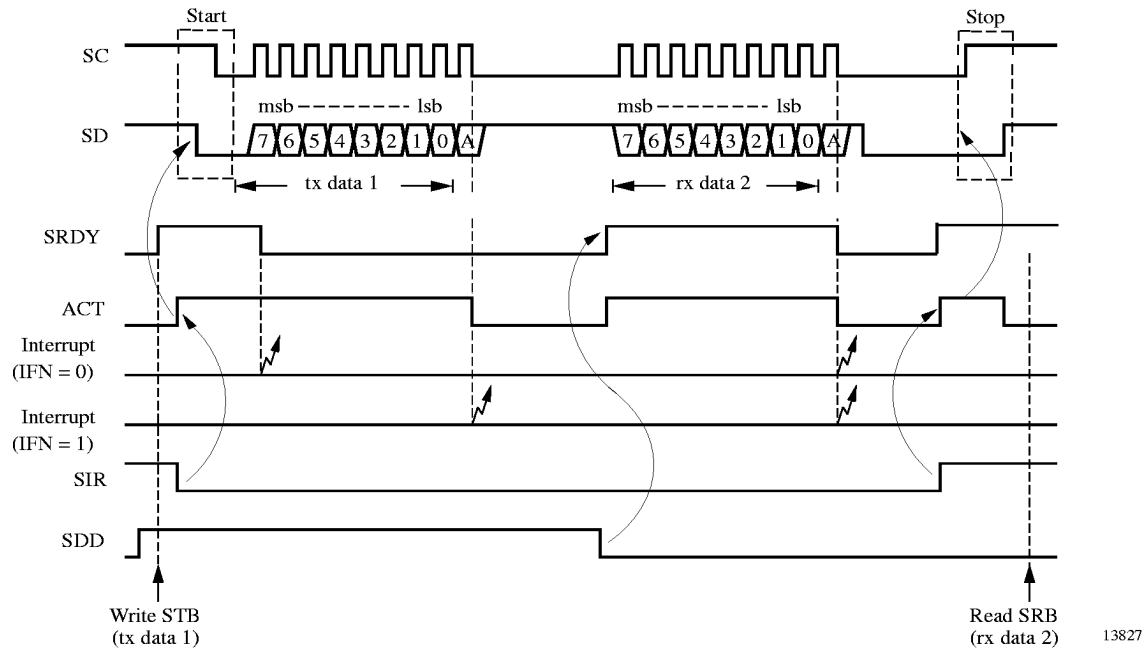 Start
Stop
SC
msb lsb
msb lsb
SD
7 6 5 4 3 2 1 0 A
7 6 5 4 3 2 1 0 A
tx data 1
rx data 2
SRDY
ACT
Interrupt
(IFN = 0)
Interrupt
(IFN = 1)
SIR
SDD
Write STB
(tx data 1)
Read SRB
(rx data 2)
13827